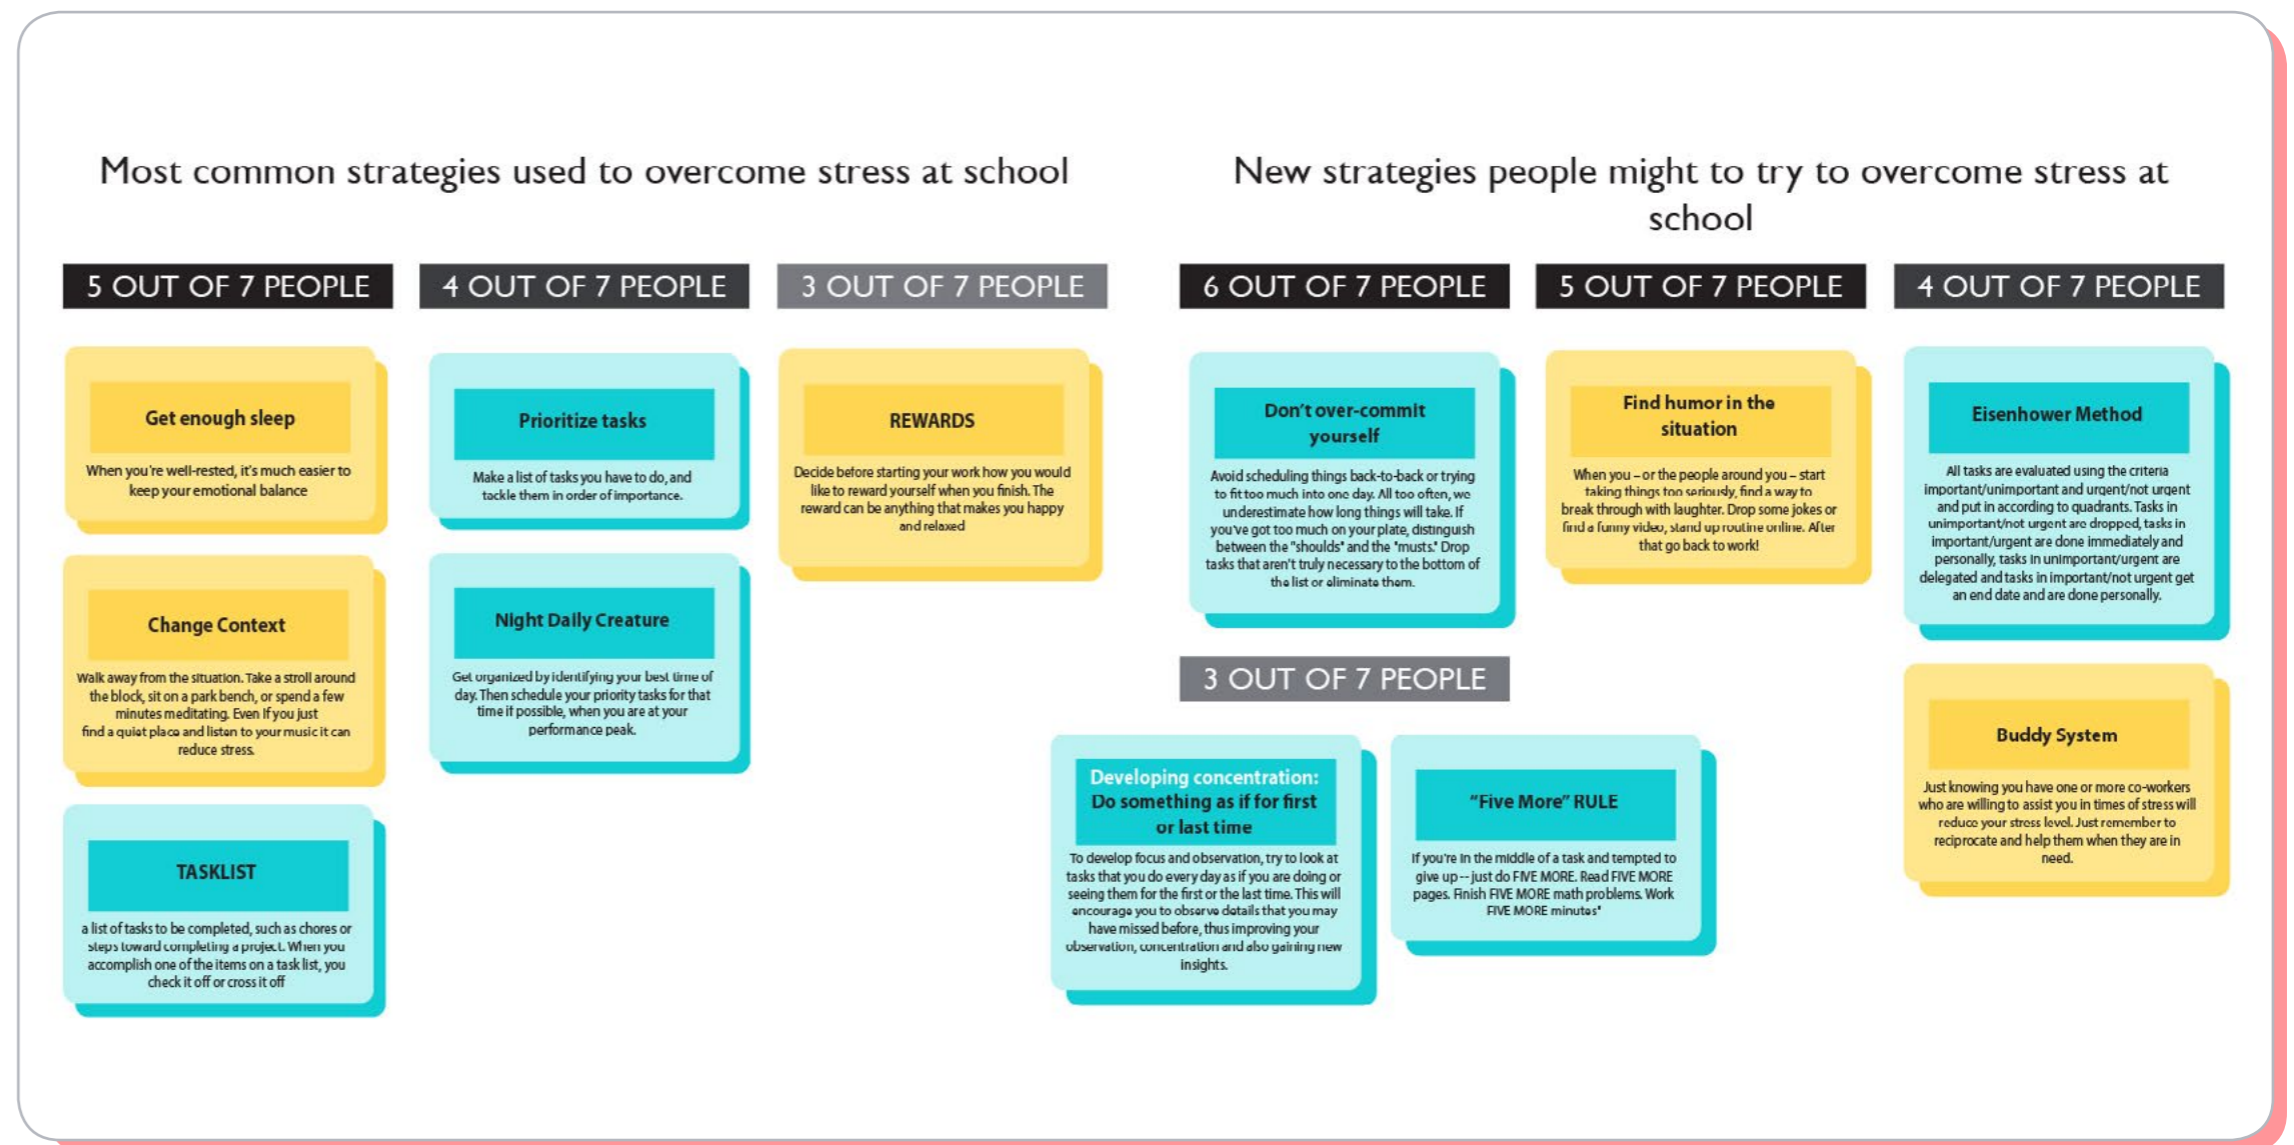 Most common strategies used to overcome stress at school
5 OUT OF 7 PEOPLE
Get enough sleep
When you're well-rested, it's much easier to
keep your emotional balance
Change Context
Walk away from the situation. Take a stroll around
the block, sit on a park bench, or spend a few
minutes meditating. Even If you just
find a quiet place and listen to your music it can
reduce stress.
TASKLIST
a list of tasks to be completed, such as chores or
steps toward completing a project. When you
accomplish one of the items on a task list, you
check it off or cross it off
4 OUT OF 7 PEOPLE
Prioritize tasks
Make a list of tasks you have to do, and
tackle them in order of importance.
Night Daily Creature
Get organized by identifying your best time of
day. Then schedule your priority tasks for that
time if possible, when you are at your
performance peak.
3 OUT OF 7 PEOPLE
REWARDS
Decide before starting your work how you would
like to reward yourself when you finish. The
reward can be anything that makes you happy
and relaxed
New strategies people might to try to overcome stress at
school
6 OUT OF 7 PEOPLE
Don't over-commit
yourself
Avoid scheduling things back-to-back or trying
to fit too much into one day. All too often, we
underestimate how long things will take. If
you've got too much on your plate, distinguish
between the "shoulds" and the "musts." Drop
tasks that aren't truly necessary to the bottom of
the list or eliminate them.
5 OUT OF 7 PEOPLE
Find humor in the
situation
When you – or the people around you – start
taking things too seriously, find a way to
break through with laughter. Drop some jokes or
find a funny video, stand up routine online. After
that go back to work!
4 OUT OF 7 PEOPLE
Eisenhower Method
All tasks are evaluated using the criteria
important/unimportant and urgent/not urgent
and put in according to quadrants. Tasks in
unimportant/not urgent are dropped, tasks in
important/urgent are done immediately and
personally, tasks in unimportant/urgent are
delegated and tasks in important/not urgent get
an end date and are done personally.
Buddy System
Just knowing you have one or more co-workers
who are willing to assist you in times of stress will
reduce your stress level. Just remember to
reciprocate and help them when they are in
need.
3 OUT OF 7 PEOPLE
Developing concentration:
Do something as if for first
or last time
To develop focus and observation, try to look at
tasks that you do every day as if you are doing or
seeing them for the first or the last time. This will
encourage you to observe details that you may
have missed before, thus improving your
observation, concentration and also gaining new
insights.
"Five More" RULE
If you're in the middle of a task and tempted to
give up -- just do FIVE MORE. Read FIVE MORE
pages. Finish FIVE MORE math problems. Work
FIVE MORE minutes"